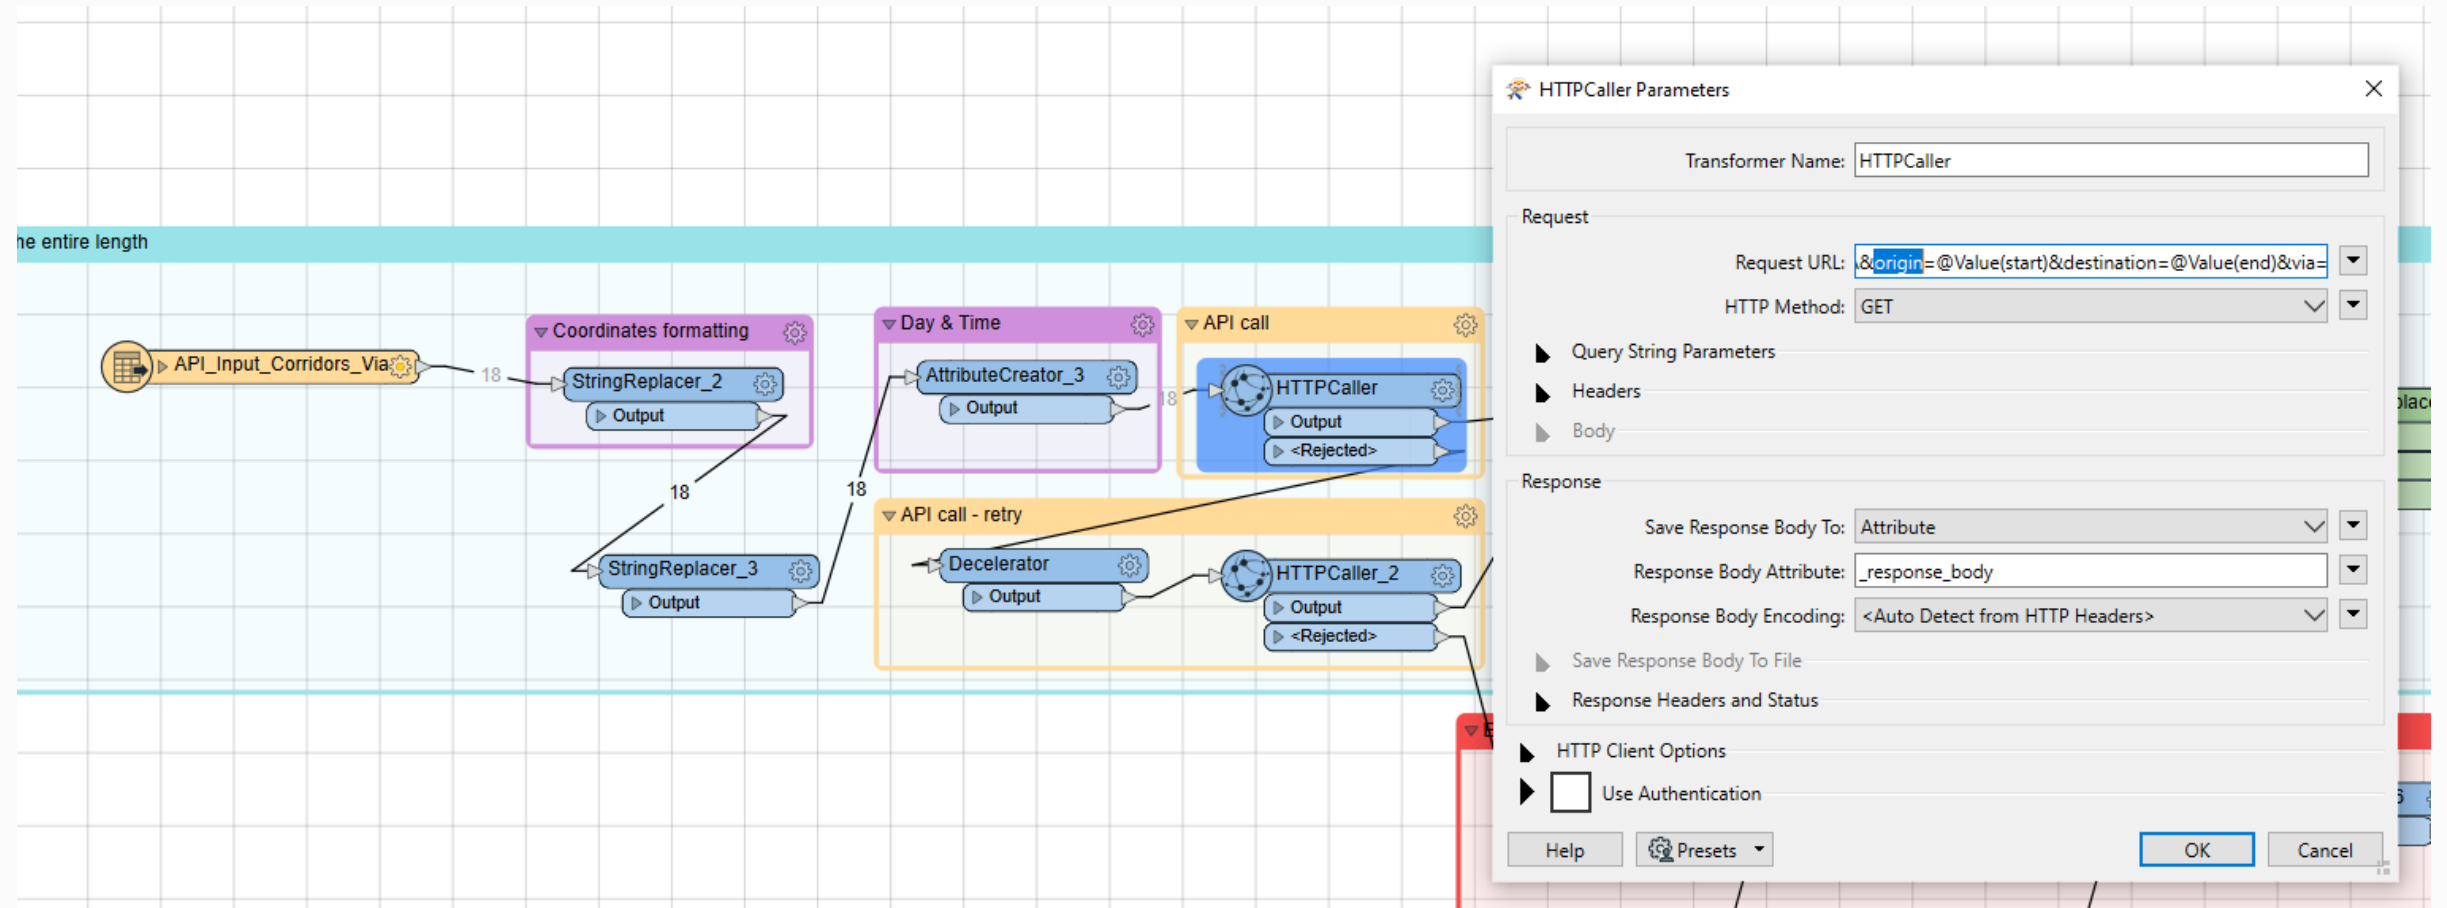 he entire length
API_Input_Corridors_Via
18
Coordinates formatting
StringReplacer_2
Output
18
StringReplacer_3
Output
18
Day & Time
AttributeCreator_3
Output
18
API call
HTTPCaller
Output
<Rejected>
API call - retry
Decelerator
Output
HTTPCaller_2
Output
<Rejected>
HTTPCaller Parameters
Transformer Name: HTTPCaller
Request
Request URL: &origin=@Value(start)&destination=@Value(end)&via=
HTTP Method: GET
Query String Parameters
Headers
Body
Response
Save Response Body To: Attribute
Response Body Attribute: _response_body
Response Body Encoding: <Auto Detect from HTTP Headers>
Save Response Body To File
Response Headers and Status
HTTP Client Options
Use Authentication
Help
Presets
OK
Cancel